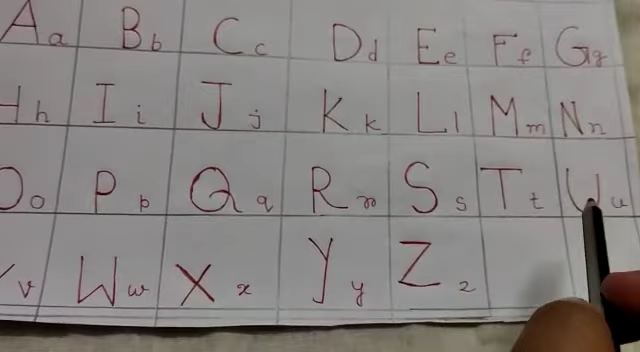 Aa Bb Cc Dd Ee Ff Gg
Hh Ii Jj Kk Ll Mm Nn
Oo Pp Qq Rr Ss Tt Uu
Vv Ww Xx Yy Zz